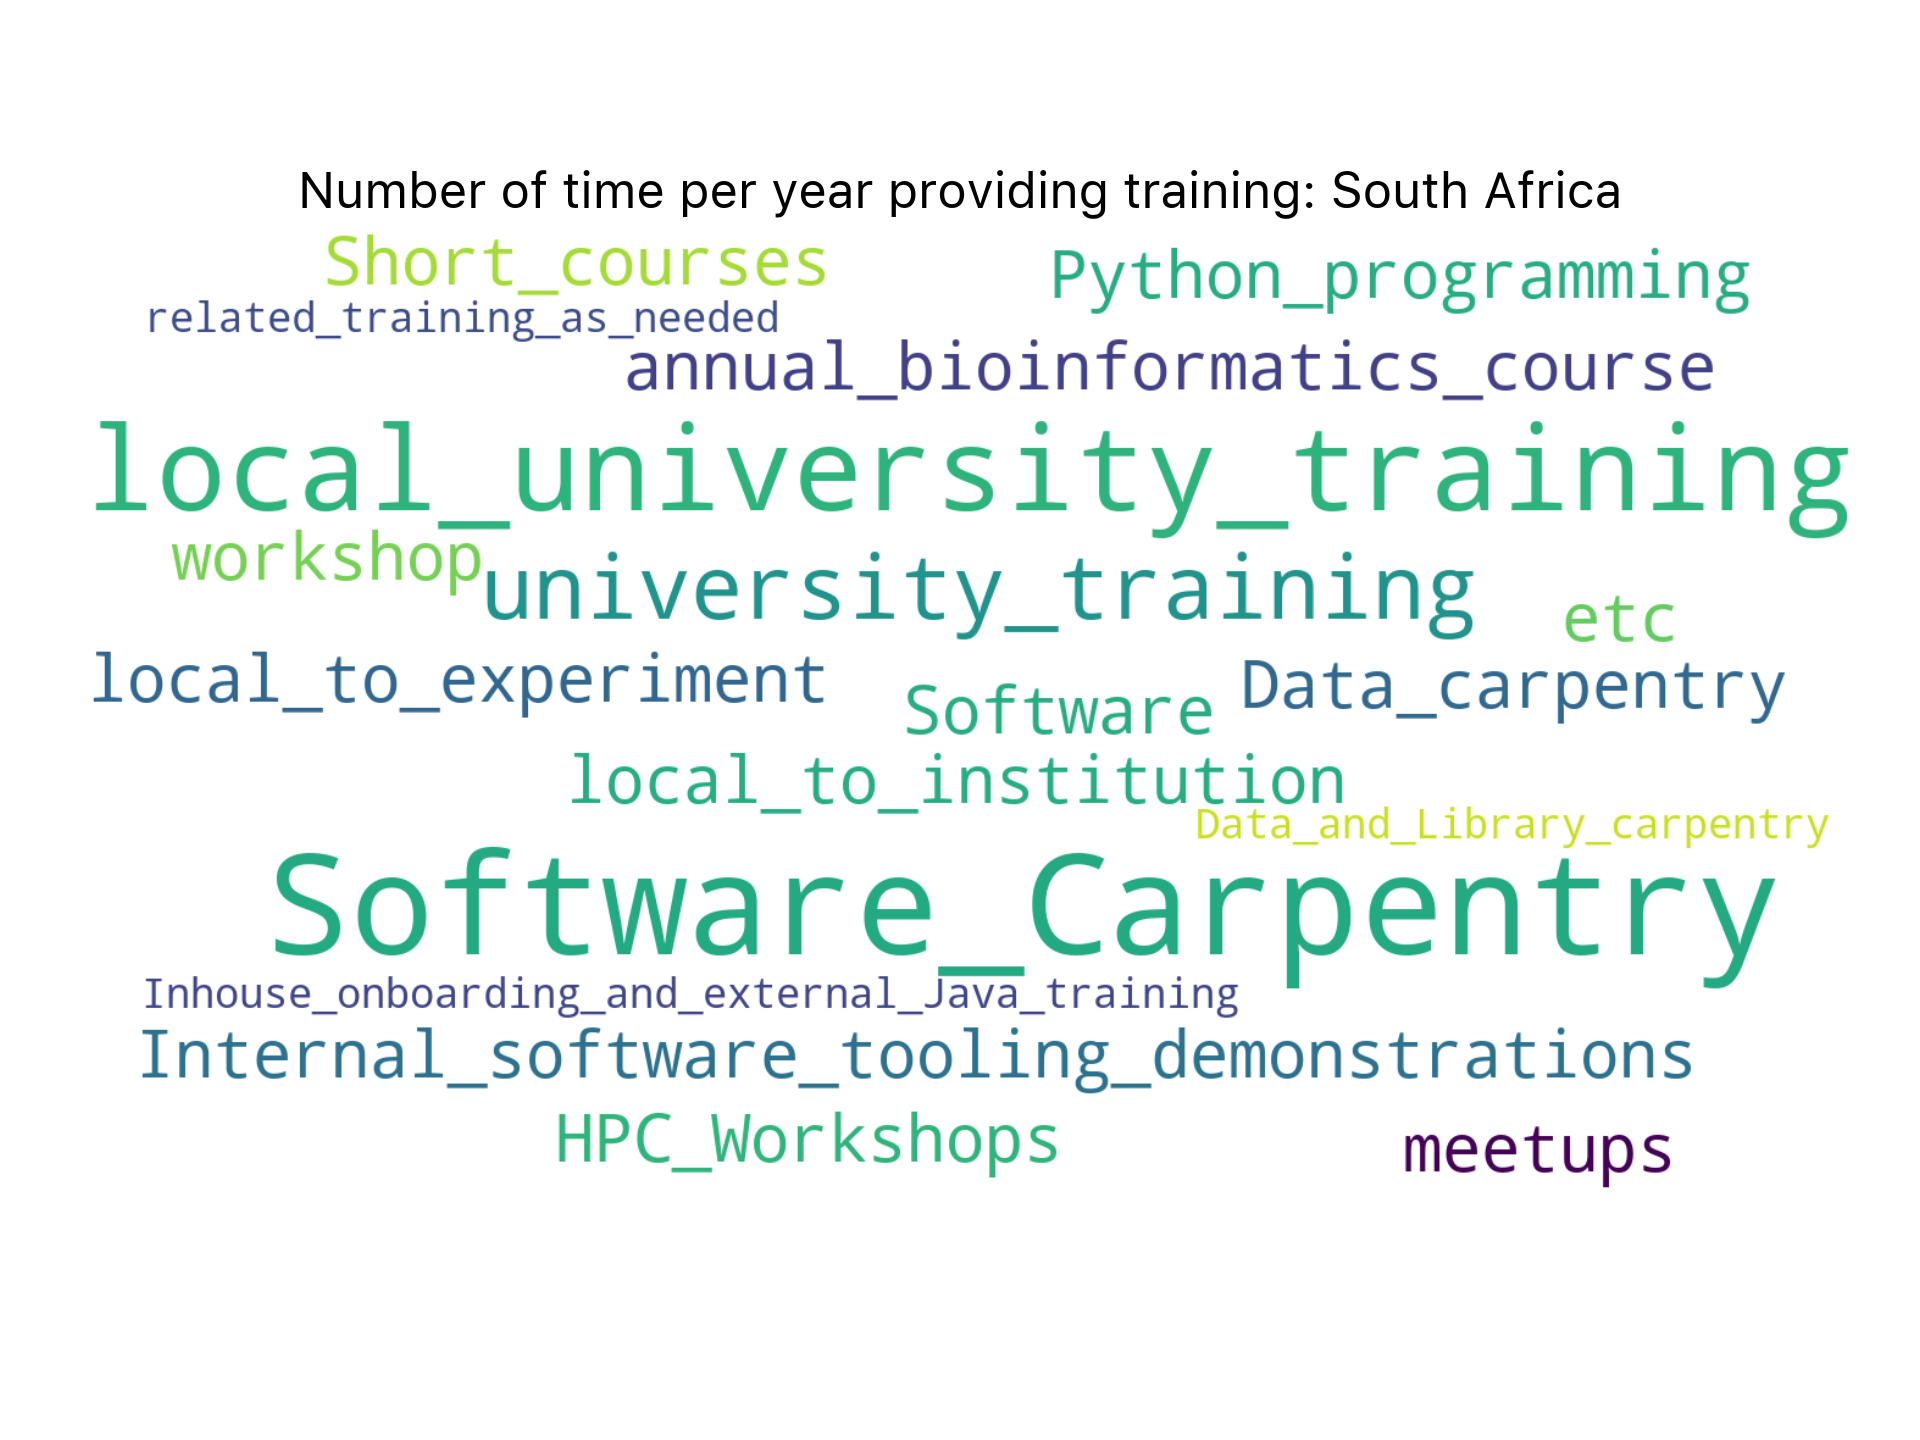 Number of time per year providing training: South Africa
Short_courses
Python_programming
related_training_as_needed
annual_bioinformatics_course
local_university_training
workshop
university_training
etc
local_to_experiment
Software
Data_carpentry
local_to_institution
Data_and_Library_carpentry
Software_Carpentry
Inhouse_onboarding_and_external_Java_training
Internal_software_tooling_demonstrations
HPC_Workshops
meetups